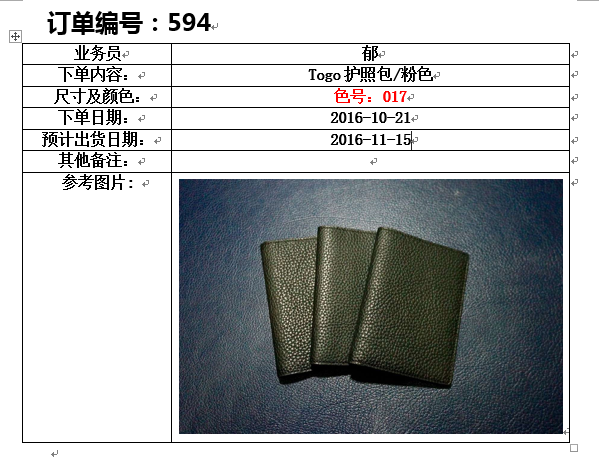 订单编号：594
业务员 郁
下单内容： Togo护照包/粉色
尺寸及颜色： 色号：017
下单日期： 2016-10-21
预计出货日期： 2016-11-15
其他备注：
参考图片: